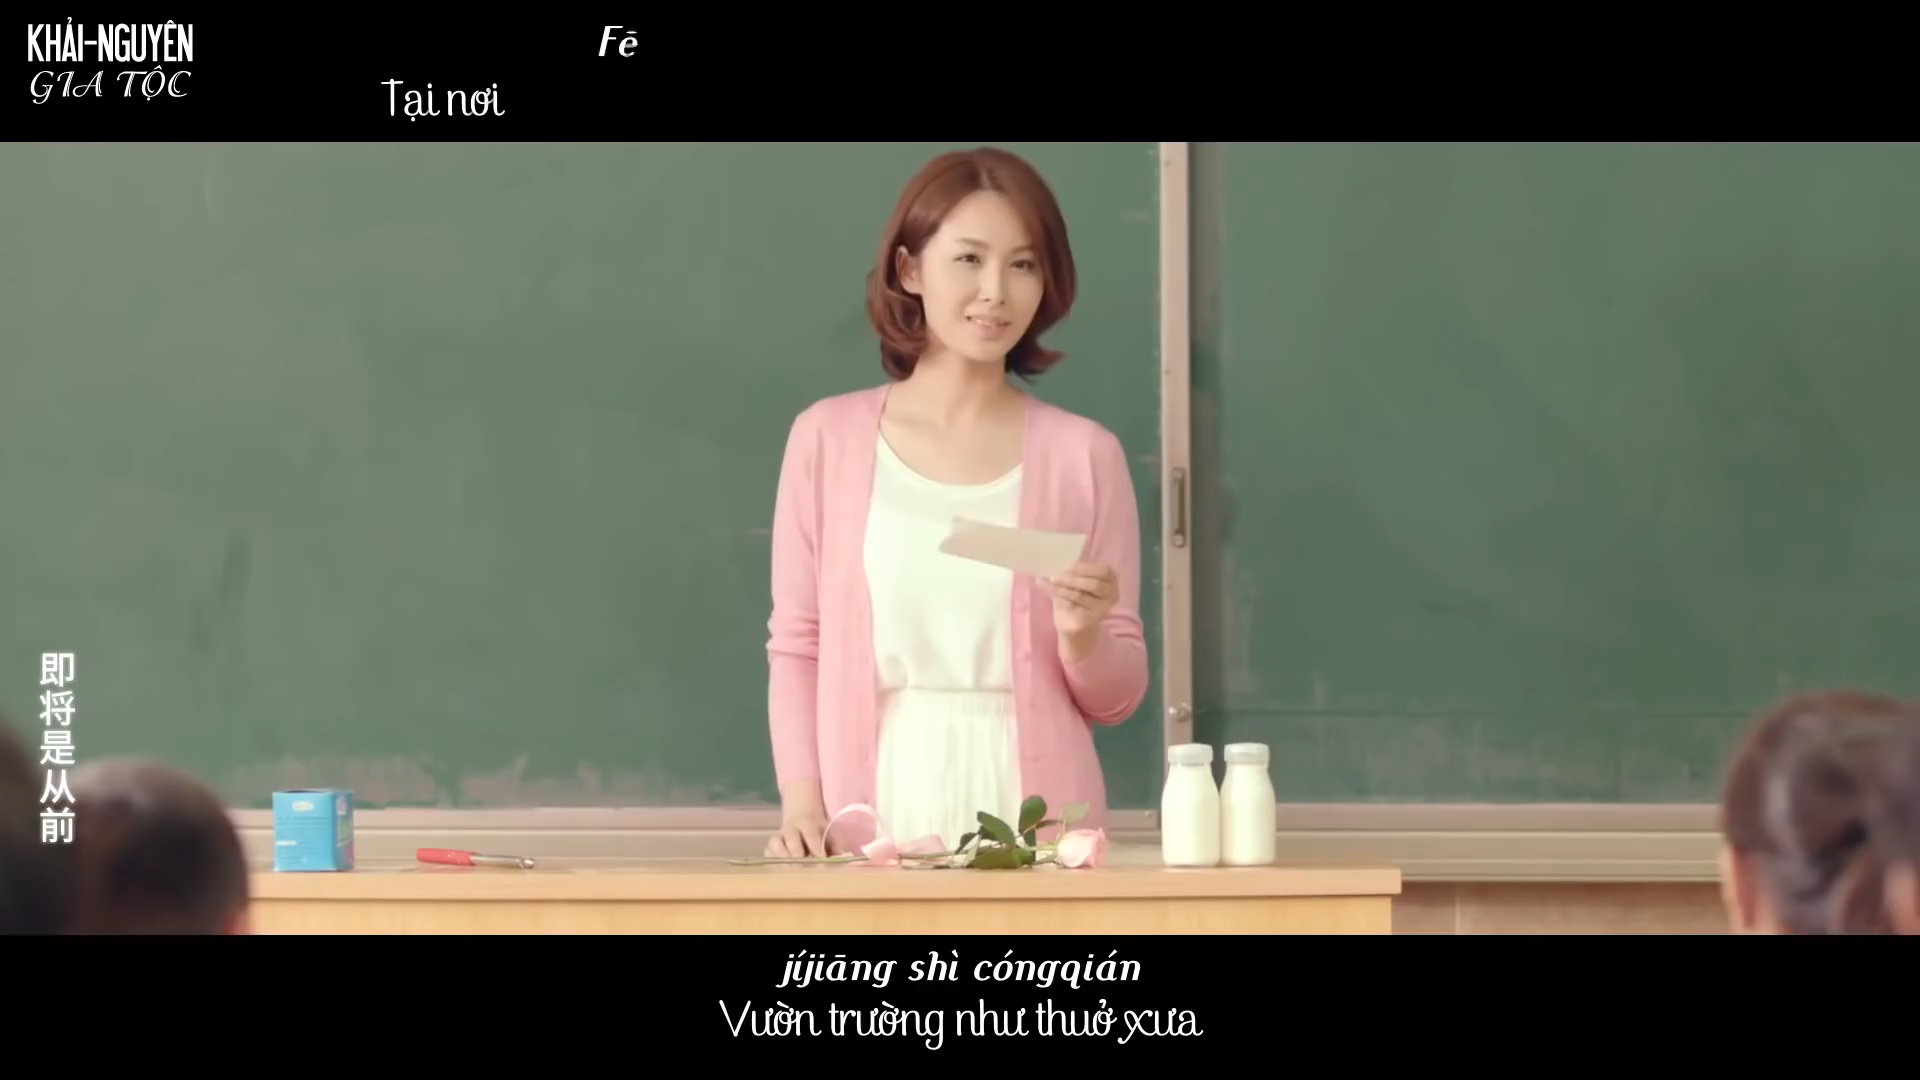 KHẢI-NGUYÊN
GIA TỘC
Fē
Tại nơi
即将是从前
jíjiāng shì cóngqián
Vườn trường như thuở xưa